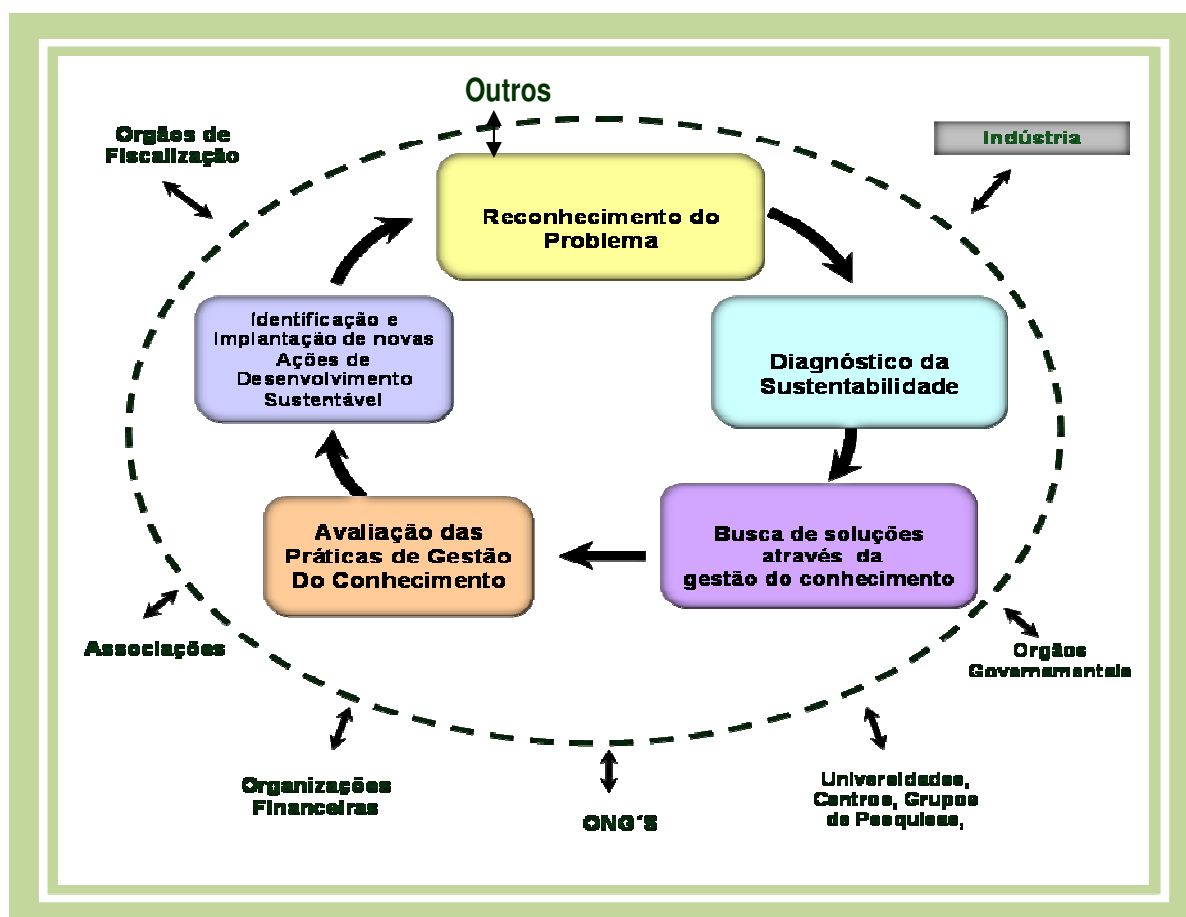 Outros
Orgãos de
Fiscalização
Indústria
Reconhecimento do
Problema
Identificação e
Implantação de novas
Ações de
Desenvolvimento
Sustentável
Diagnóstico da
Sustentabilidade
Avaliação das
Práticas de Gestão
Do Conhecimento
Busca de soluções
através da
gestão do conhecimento
Associações
Orgãos
Governamentais
Organizações
Financeiras
ONG´S
Universidades,
Centros, Grupos
de Pesquisas,